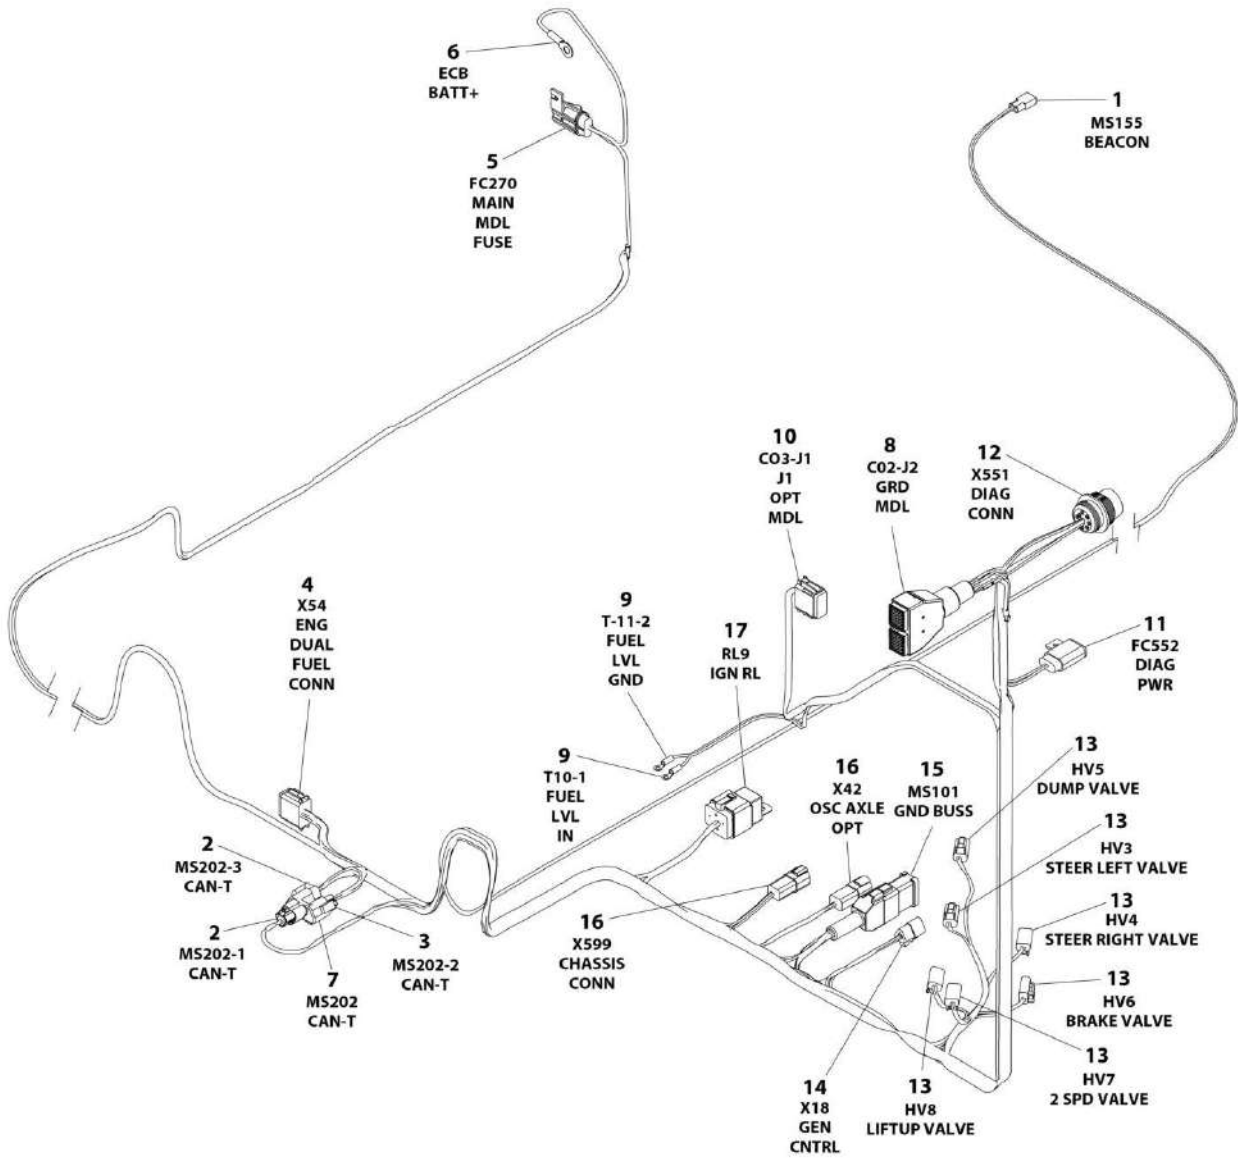 6
ECB
BATT+
1
MS155
BEACON
5
FC270
MAIN
MDL
FUSE
10
CO3-J1
J1
OPT
MDL
8
C02-J2
GRD
MDL
12
X551
DIAG
CONN
4
X54
ENG
DUAL
FUEL
CONN
9
T-11-2
FUEL
LVL
GND
17
RL9
IGN RL
11
FC552
DIAG
PWR
9
T10-1
FUEL
LVL
IN
16
X42
OSC AXLE
OPT
15
MS101
GND BUSS
13
HV5
DUMP VALVE
13
HV3
STEER LEFT VALVE
2
MS202-3
CAN-T
2
MS202-1
CAN-T
7
MS202
CAN-T
3
MS202-2
CAN-T
16
X599
CHASSIS
CONN
13
HV4
STEER RIGHT VALVE
13
HV6
BRAKE VALVE
13
HV7
2 SPD VALVE
14
X18
GEN
CNTRL
13
HV8
LIFTUP VALVE